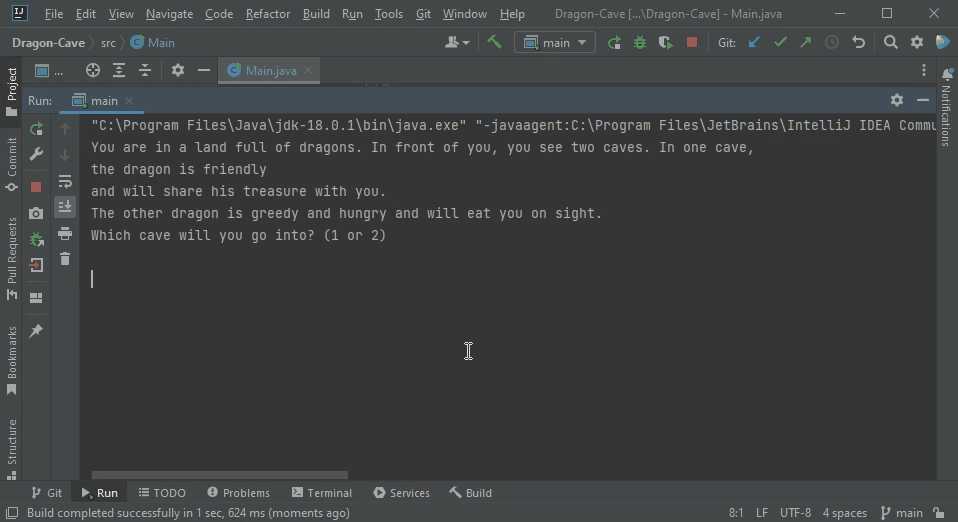 File Edit View Navigate Code Refactor Build Run Tools Git Window Help Dragon-Cave [...\Dragon-Cave] - Main.java
Dragon-Cave src Main main Git:
... Main.java
Project
Run: main
"C:\Program Files\Java\jdk-18.0.1\bin\java.exe" "-javaagent:C:\Program Files\JetBrains\IntelliJ IDEA Commu
You are in a land full of dragons. In front of you, you see two caves. In one cave,
the dragon is friendly
and will share his treasure with you.
The other dragon is greedy and hungry and will eat you on sight.
Which cave will you go into? (1 or 2)
Commit
Pull Requests
Bookmarks
Structure
Notifications
Git Run TODO Problems Terminal Services Build
Build completed successfully in 1 sec, 624 ms (moments ago) 8:1 LF UTF-8 4 spaces main